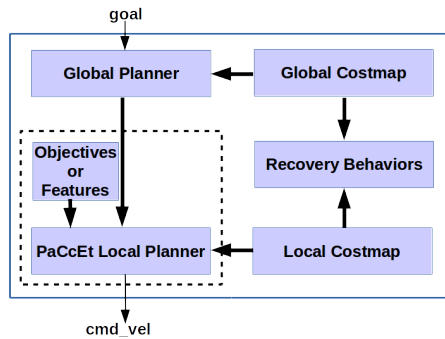 goal
Global Planner
Global Costmap
Objectives
or
Features
Recovery Behaviors
PaCcEt Local Planner
Local Costmap
cmd_vel